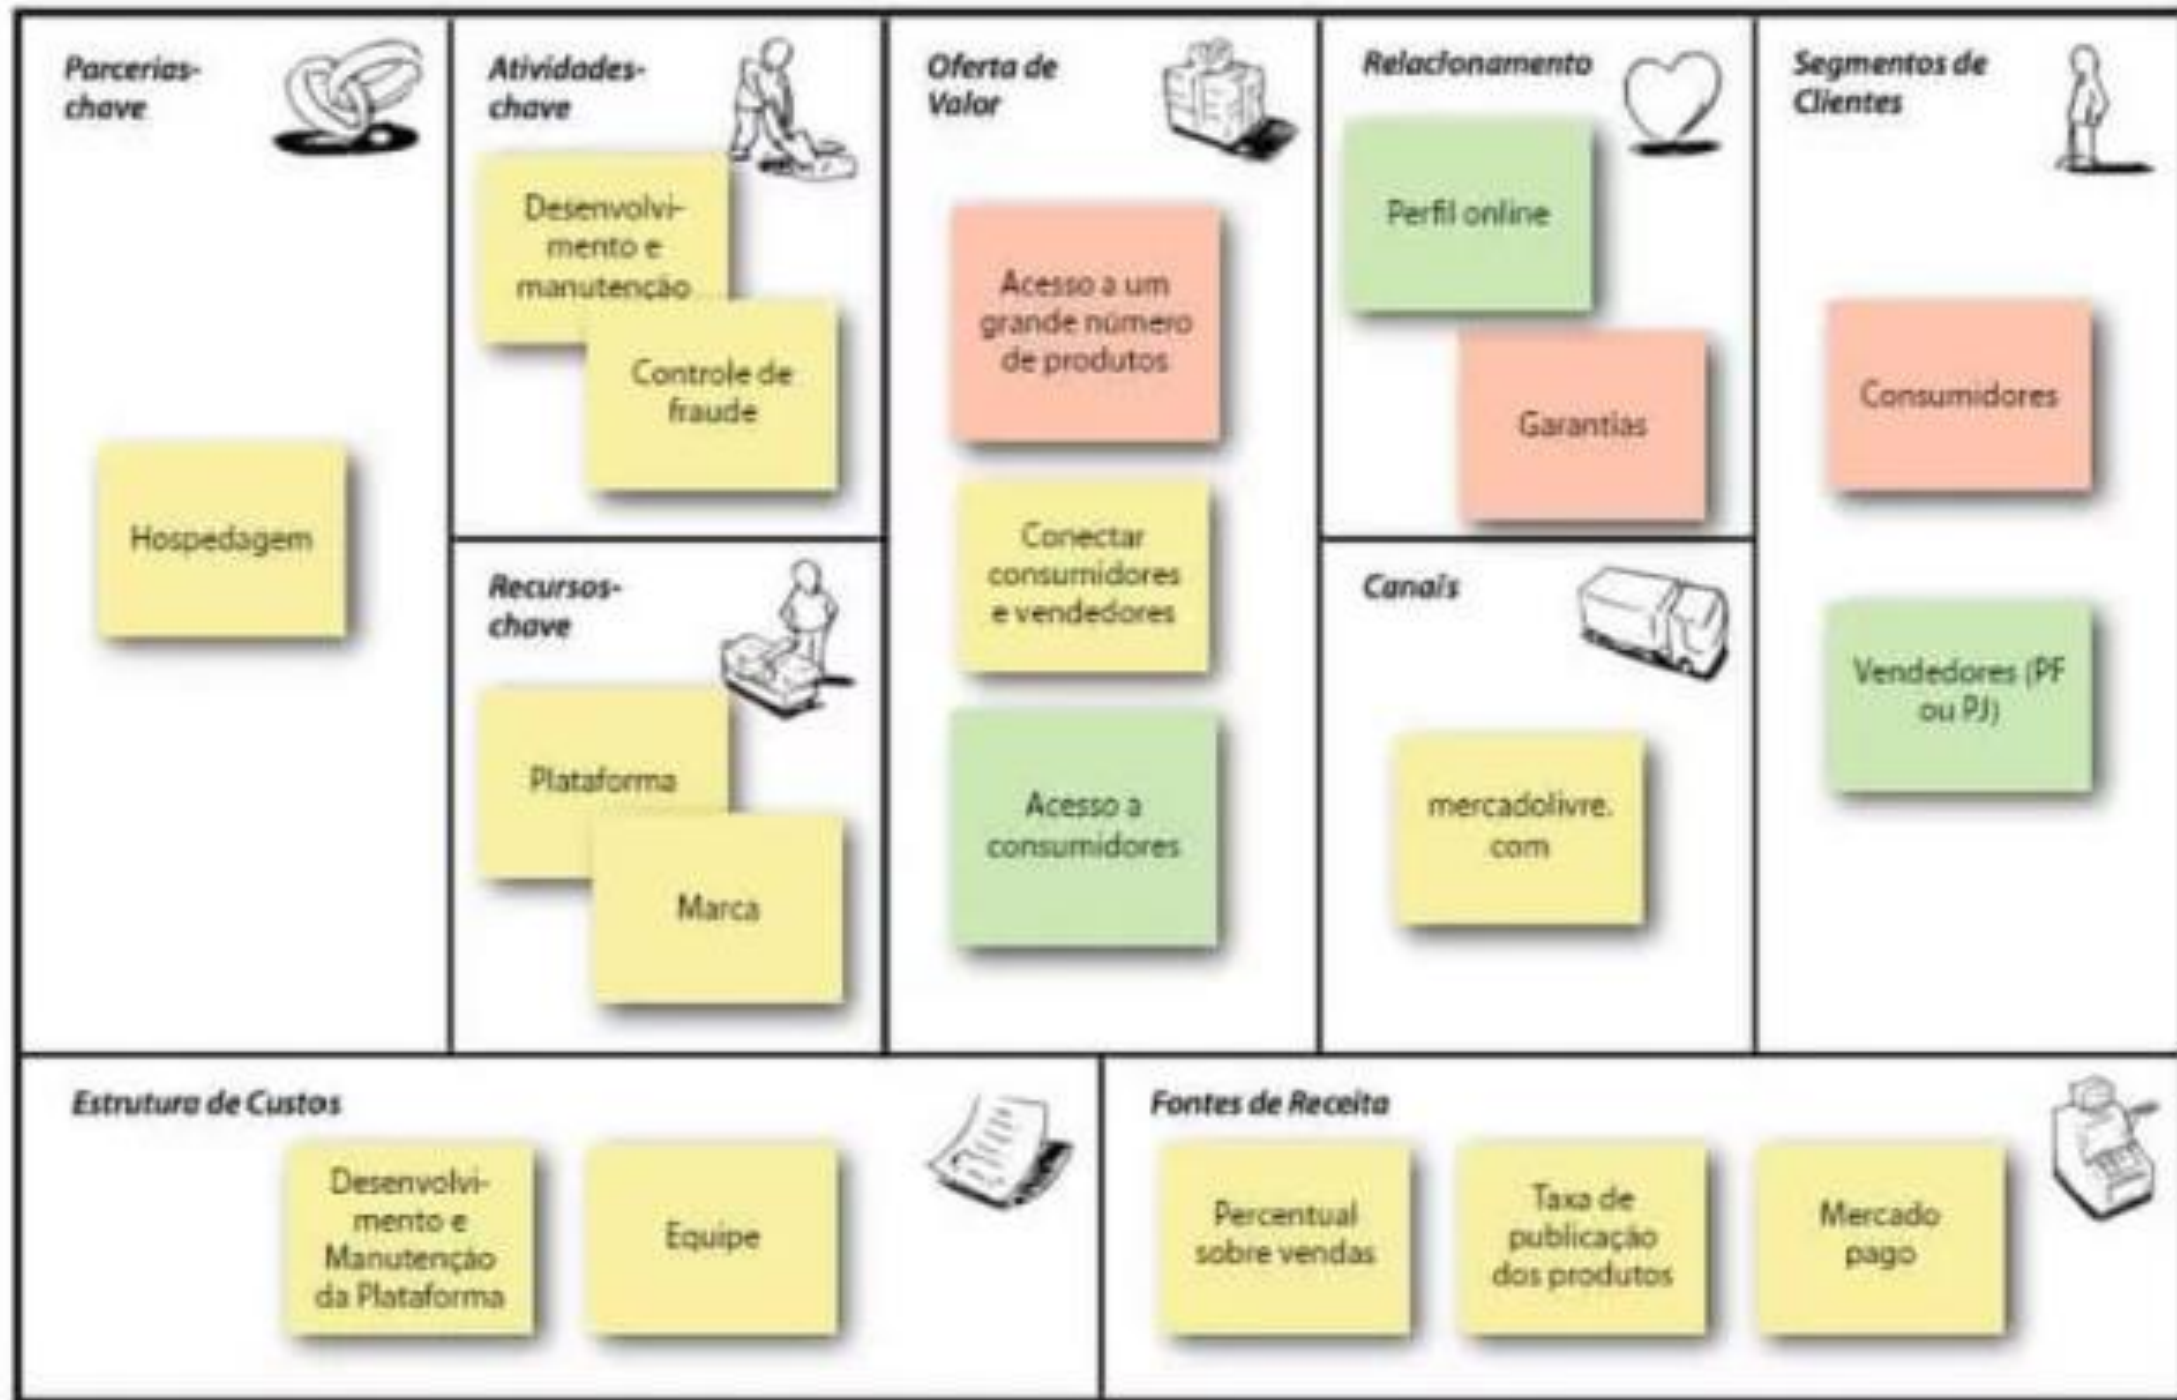 Parcerias-
chave
Hospedagem
Atividades-
chave
Desenvolvi-
mento e
manutenção
Controle de
fraude
Recursos-
chave
Plataforma
Marca
Oferta de
Valor
Acesso a um
grande número
de produtos
Conectar
consumidores
e vendedores
Acesso a
consumidores
Relacionamento
Perfil online
Garantias
Canais
mercadolivre.
com
Segmentos de
Clientes
Consumidores
Vendedores (PF
ou PJ)
Estrutura de Custos
Desenvolvi-
mento e
Manutenção
da Plataforma
Equipe
Fontes de Receita
Percentual
sobre vendas
Taxa de
publicação
dos produtos
Mercado
pago